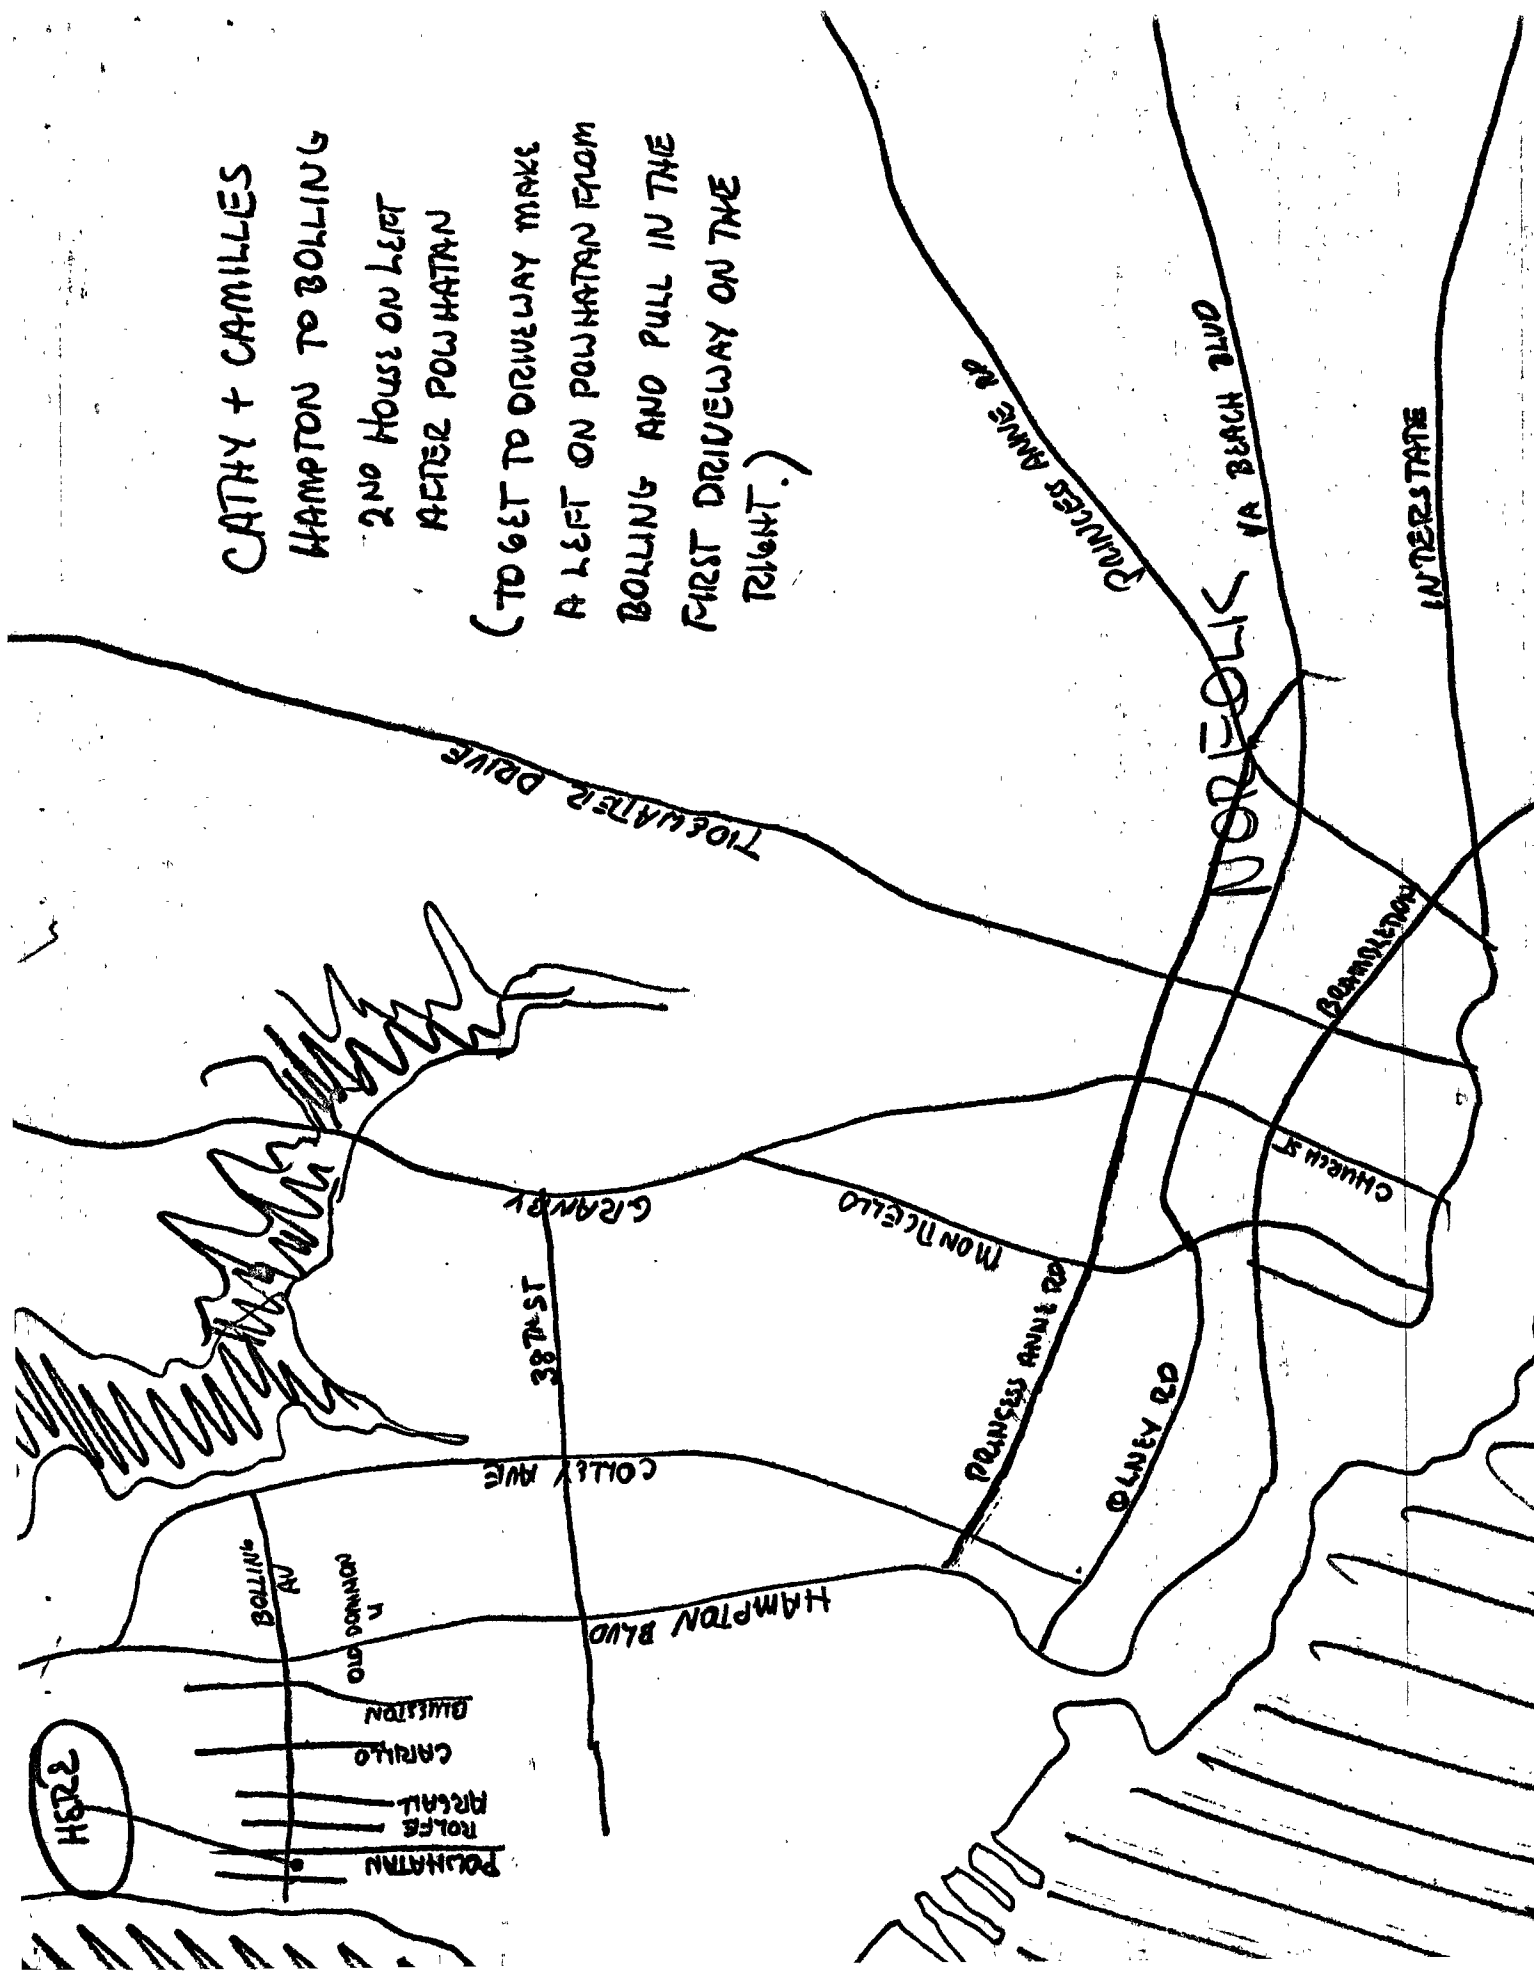 CATHY + CAMILLES
HAMPTON TO BOLLING
2ND HOUSE ON LEFT
AFTER POWHATAN
(TO GET TO DRIVEWAY MAKE
A LEFT ON POWHATAN FROM
BOLLING AND PULL IN THE
FIRST DRIVEWAY ON THE
RIGHT.)
TIDEWATER DRIVE
PRINCESS ANNE RD
VA BEACH BLVD
INTERSTATE
NORFOLK
BRAMBLETON
CHURCH ST
GRANBY
MONTICELLO
38TH ST
PRINCESS ANNE RD
OLNEY RD
COLLEY AVE
HAMPTON BLVD
BOLLING
AV
OLD DOMINION
U
BLUESTON
CARILLO
ARGALL
ROLFE
POWHATAN
HERE